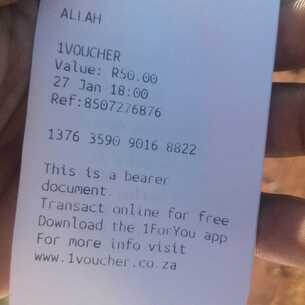 ALLAH
1VOUCHER
Value: R50.00
27 Jan 18:00
Ref:8507276876
1376 3590 9016 8822
This is a bearer
document.
Transact online for free
Download the 1ForYou app
For more info visit
www.1voucher.co.za